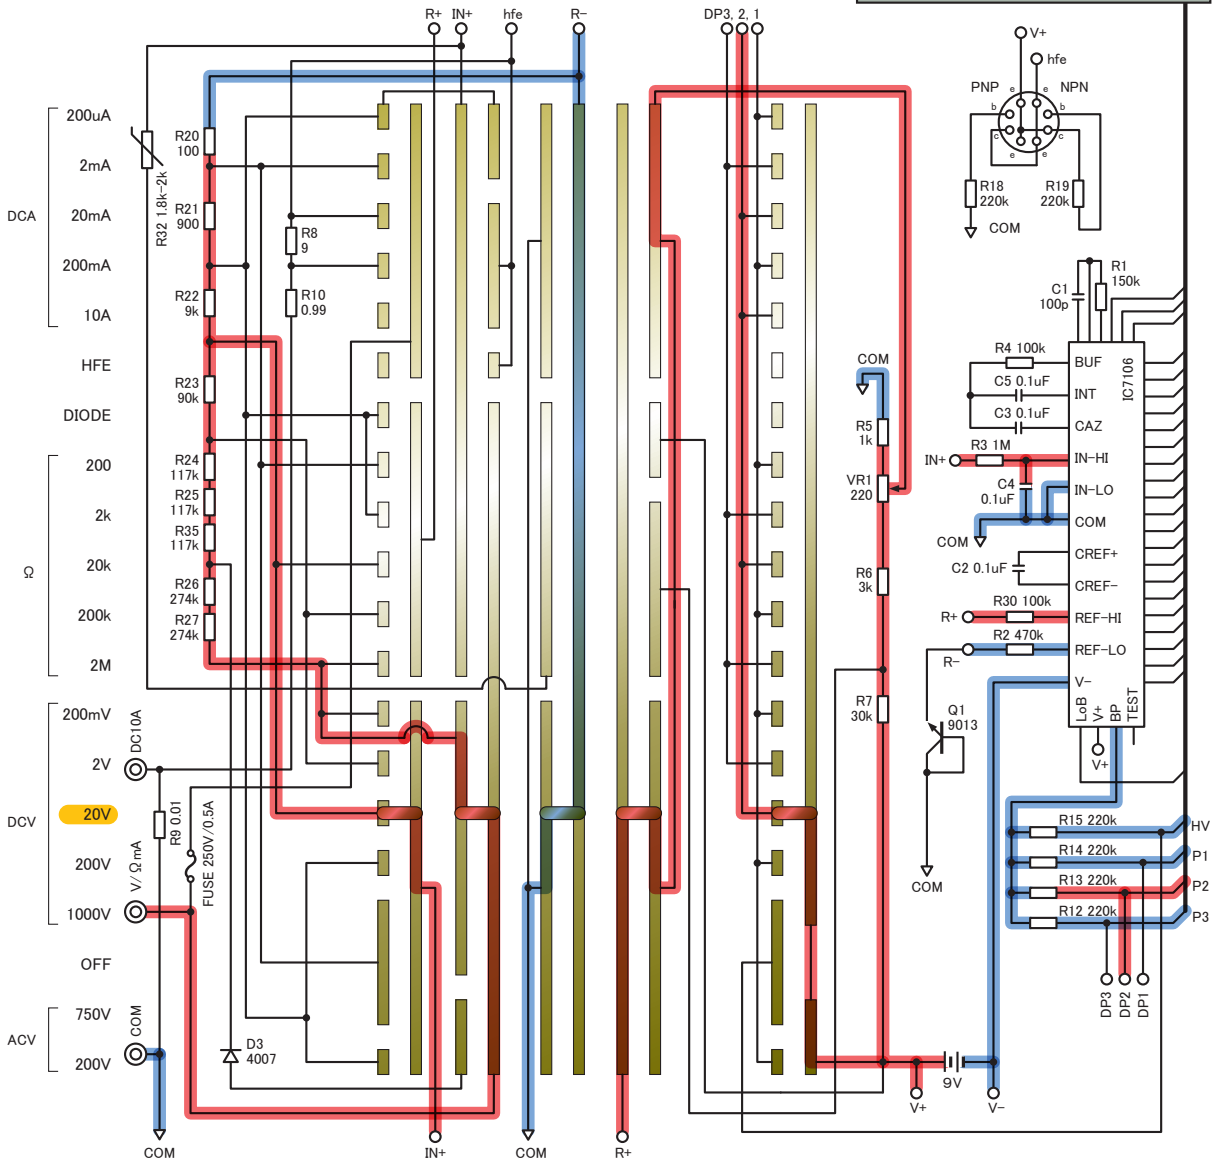 R+
IN+
hfe
R-
DP3, 2, 1
V+
hfe
PNP
NPN
e
e
b
b
c
c
e
e
R18
220k
R19
220k
COM
200uA
2mA
DCA
20mA
200mA
10A
HFE
DIODE
200
2k
Ω
20k
200k
2M
200mV
2V
DCV
20V
200V
1000V
OFF
750V
ACV
200V
R32 1.8k-2k
R20
100
R21
900
R22
9k
R23
90k
R24
117k
R25
117k
R35
117k
R26
274k
R27
274k
R8
9
R10
0.99
DC10A
R9 0.01
FUSE 250V/0.5A
V/ΩmA
COM
D3
4007
COM
IN+
COM
R+
COM
R5
1k
VR1
220
R6
3k
R7
30k
C1
100p
R1
150k
R4 100k
C5 0.1uF
C3 0.1uF
IN+
R3 1M
C4
0.1uF
COM
C2 0.1uF
R+
R30 100k
R-
R2 470k
IC7106
BUF
INT
CAZ
IN-HI
IN-LO
COM
CREF+
CREF-
REF-HI
REF-LO
V-
LoB
V+
BP
TEST
V+
Q1
9013
COM
R15 220k
HV
R14 220k
P1
R13 220k
P2
R12 220k
P3
DP3
DP2
DP1
9V
V+
V-